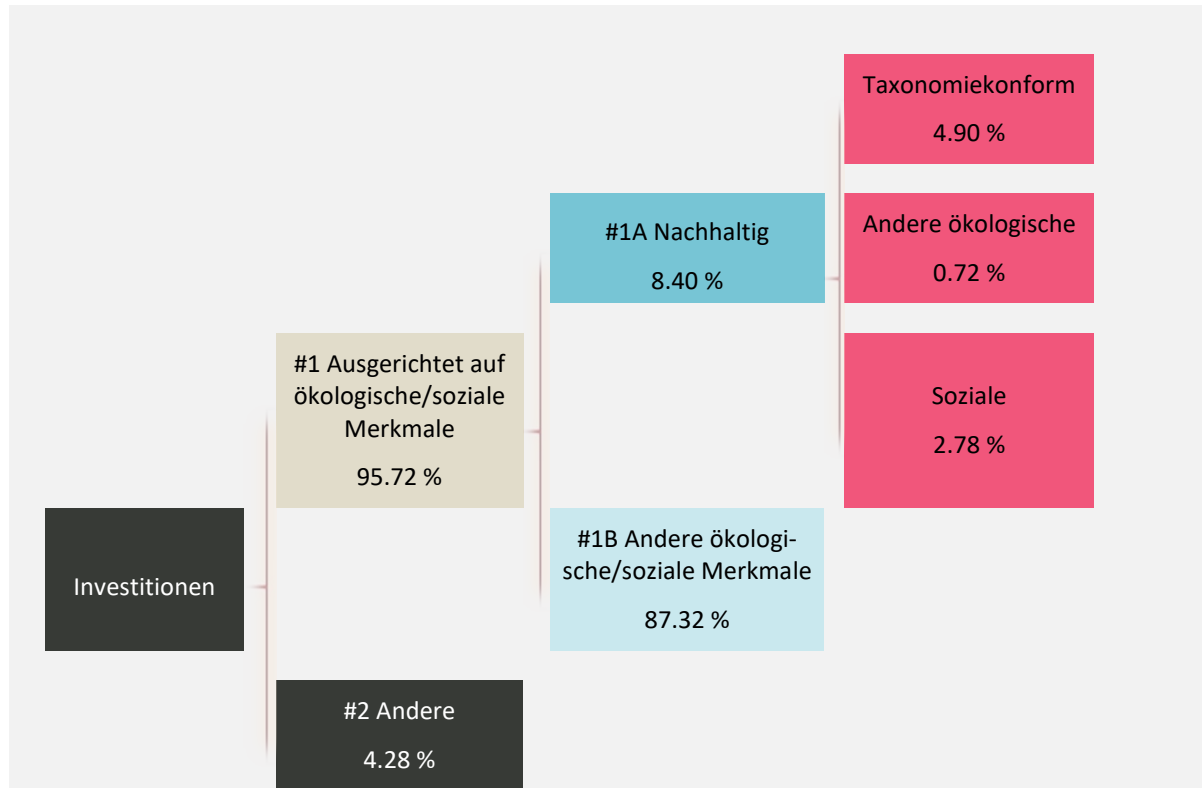 Taxonomiekonform
4.90 %
#1A Nachhaltig
8.40 %
Andere ökologische
0.72 %
#1 Ausgerichtet auf
ökologische/soziale
Merkmale
95.72 %
Soziale
2.78 %
Investitionen
#1B Andere ökologi-
sche/soziale Merkmale
87.32 %
#2 Andere
4.28 %